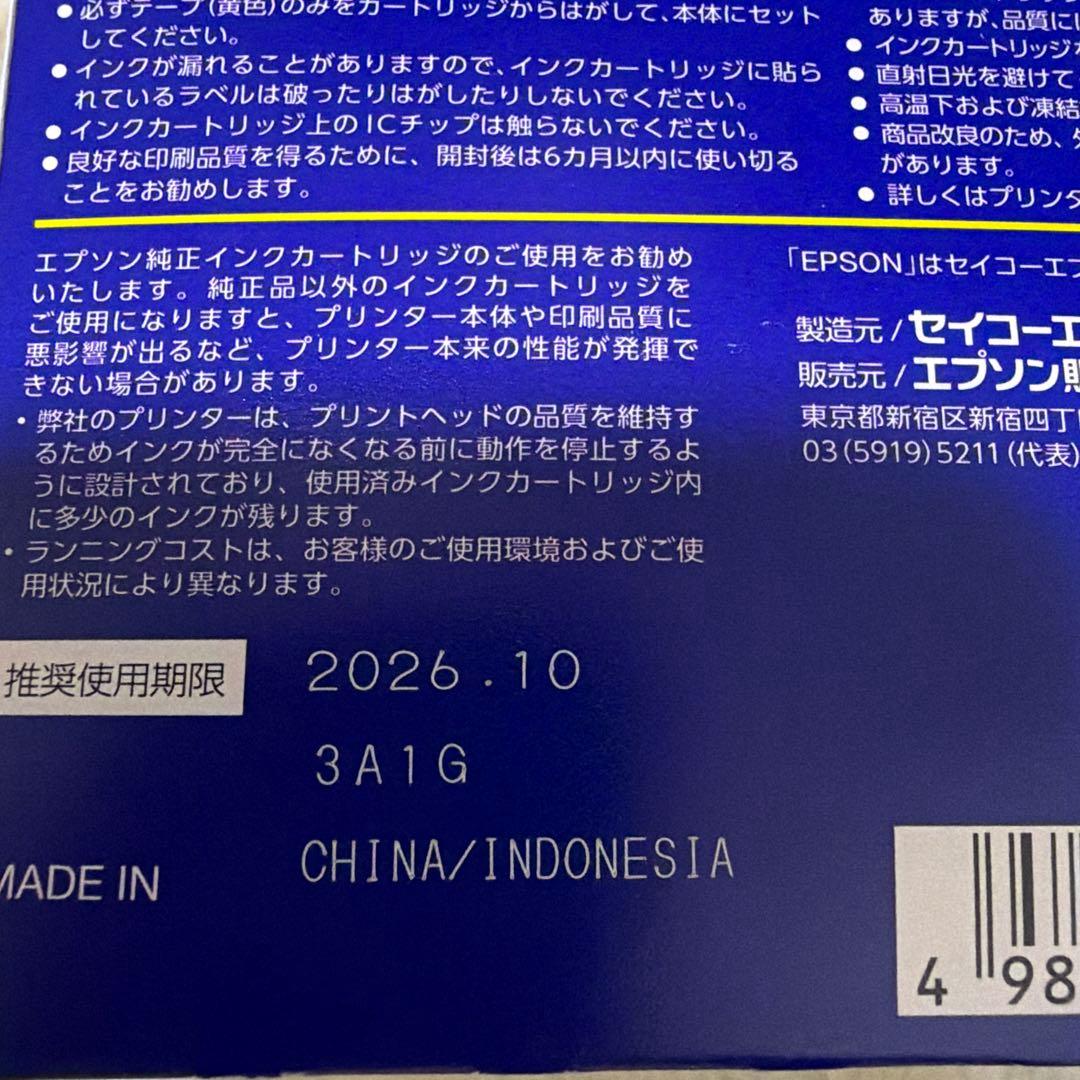 ●必ずテープ(黄色)のみをカートリッジからはがして、本体にセット
してください。
●インクが漏れることがありますので、インクカートリッジに貼ら
れているラベルは破ったりはがしたりしないでください。
●インクカートリッジ上のICチップは触らないでください。
●良好な印刷品質を得るために、開封後は6カ月以内に使い切る
ことをお勧めします。
ありますが、品質に
●インクカートリッジ
●直射日光を避けて
●高温下および凍結
●商品改良のため、
があります。
●詳しくはプリンタ
エプソン純正インクカートリッジのご使用をお勧め
いたします。純正品以外のインクカートリッジを
ご使用になりますと、プリンター本体や印刷品質に
悪影響が出るなど、プリンター本来の性能が発揮で
きない場合があります。
・弊社のプリンターは、プリントヘッドの品質を維持す
るためインクが完全になくなる前に動作を停止するよ
うに設計されており、使用済みインクカートリッジ内
に多少のインクが残ります。
・ランニングコストは、お客様のご使用環境およびご使
用状況により異なります。
「EPSON」はセイコーエプ
製造元/セイコーエ
販売元/エプソン販
東京都新宿区新宿四丁
03(5919)5211(代表)
推奨使用期限 2026.10
3A1G
MADE IN CHINA/INDONESIA
4 98